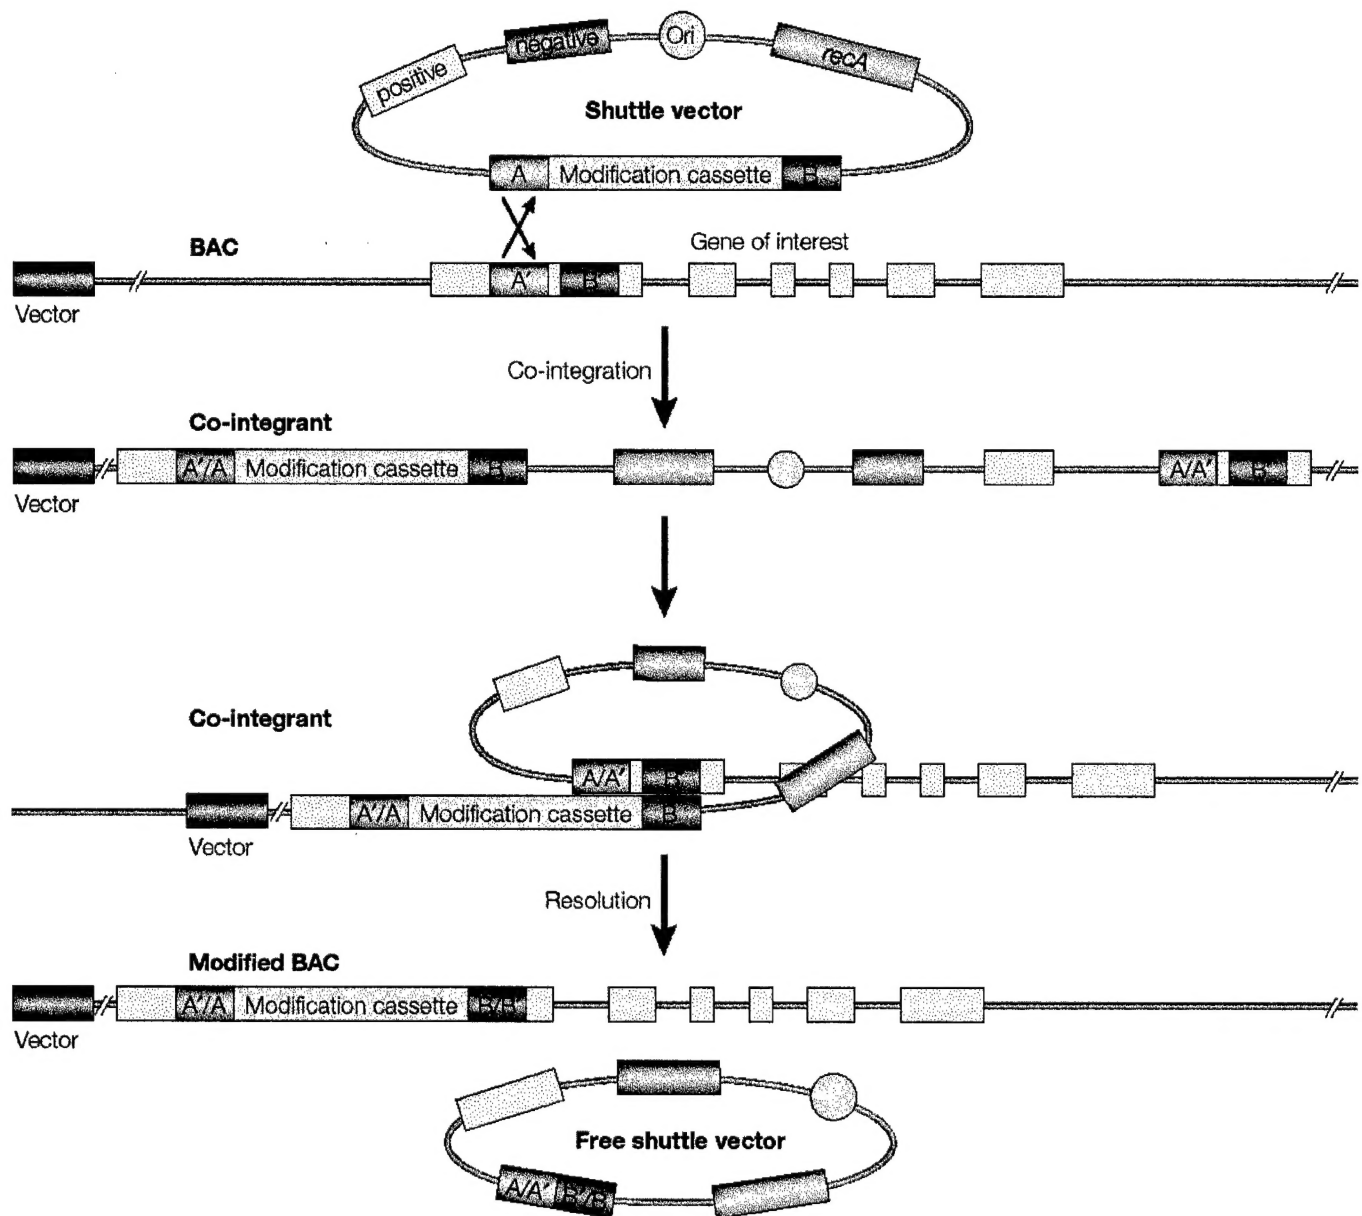 negative
Ori
recA
positive
Shuttle vector
A Modification cassette B
BAC
Gene of interest
A′ B′
Vector
Co-integration
Co-integrant
A′/A Modification cassette B A/A′ B′
Vector
Co-integrant
A/A′ B′
A′/A Modification cassette B
Vector
Resolution
Modified BAC
A′/A Modification cassette B/B′
Vector
Free shuttle vector
A/A′ B′/B